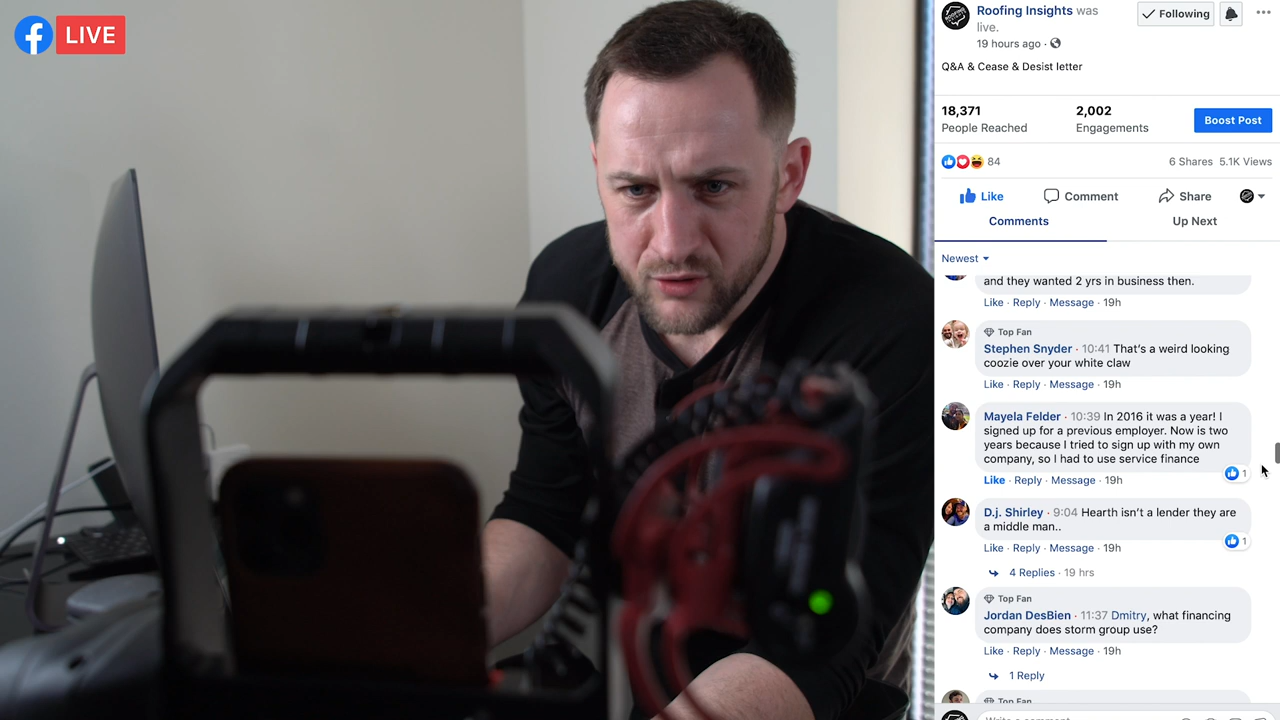 LIVE
Roofing Insights was
live.
19 hours ago ·
Following
Q&A & Cease & Desist letter
18,371
People Reached
2,002
Engagements
Boost Post
84
6 Shares 5.1K Views
Like
Comment
Share
Comments
Up Next
Newest
and they wanted 2 yrs in business then.
Like · Reply · Message · 19h
Top Fan
Stephen Snyder · 10:41 That's a weird looking
coozie over your white claw
Like · Reply · Message · 19h
Mayela Felder · 10:39 In 2016 it was a year! I
signed up for a previous employer. Now is two
years because I tried to sign up with my own
company, so I had to use service finance
1
Like · Reply · Message · 19h
D.j. Shirley · 9:04 Hearth isn't a lender they are
a middle man..
1
Like · Reply · Message · 19h
4 Replies · 19 hrs
Top Fan
Jordan DesBien · 11:37 Dmitry, what financing
company does storm group use?
Like · Reply · Message · 19h
1 Reply
Top Fan
Write a comment